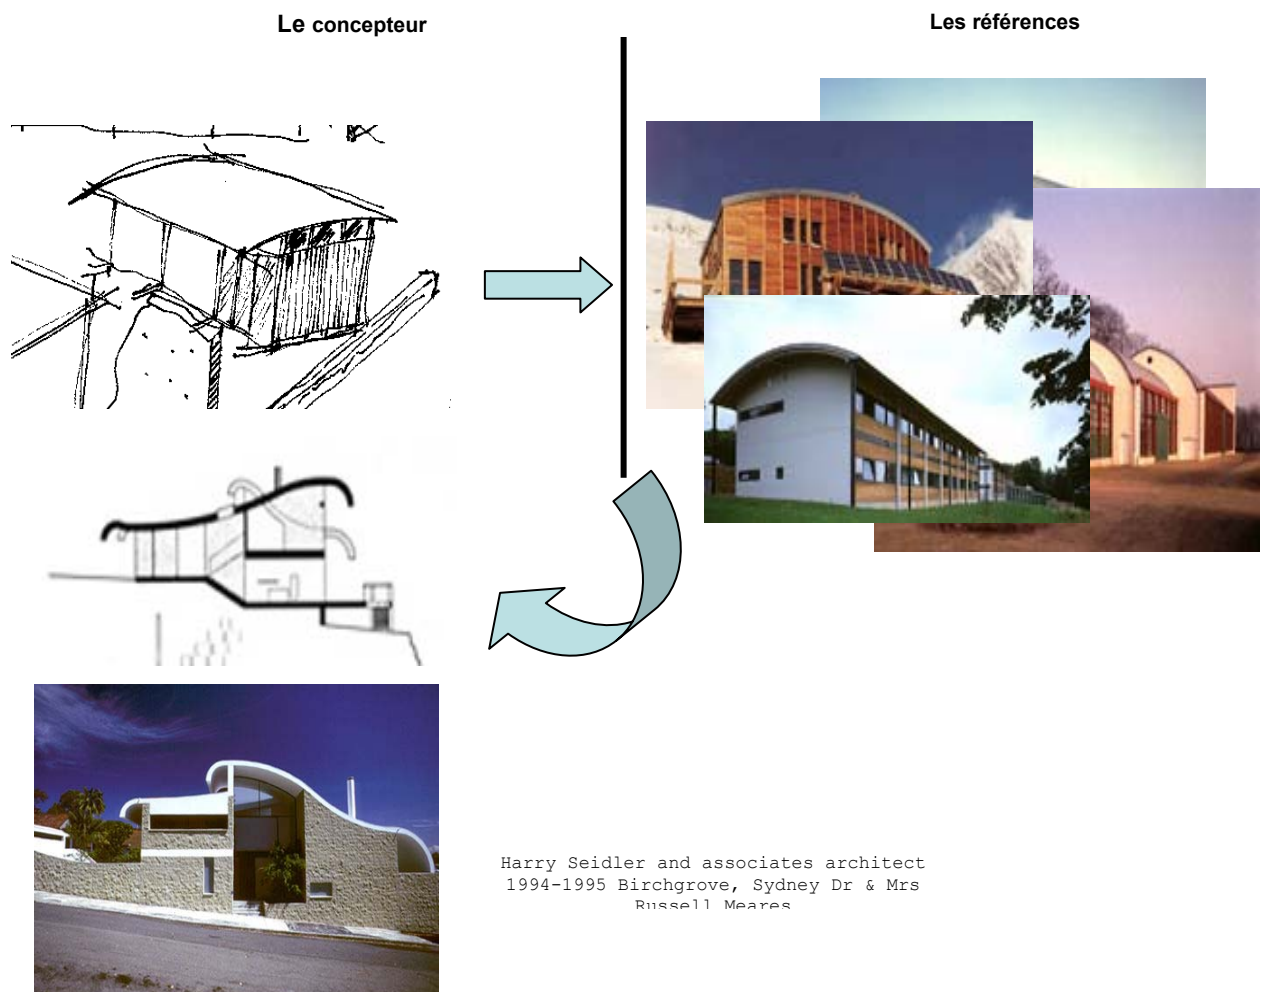 Le concepteur
Les références
Harry Seidler and associates architect
1994-1995 Birchgrove, Sydney Dr & Mrs
Russell Meares